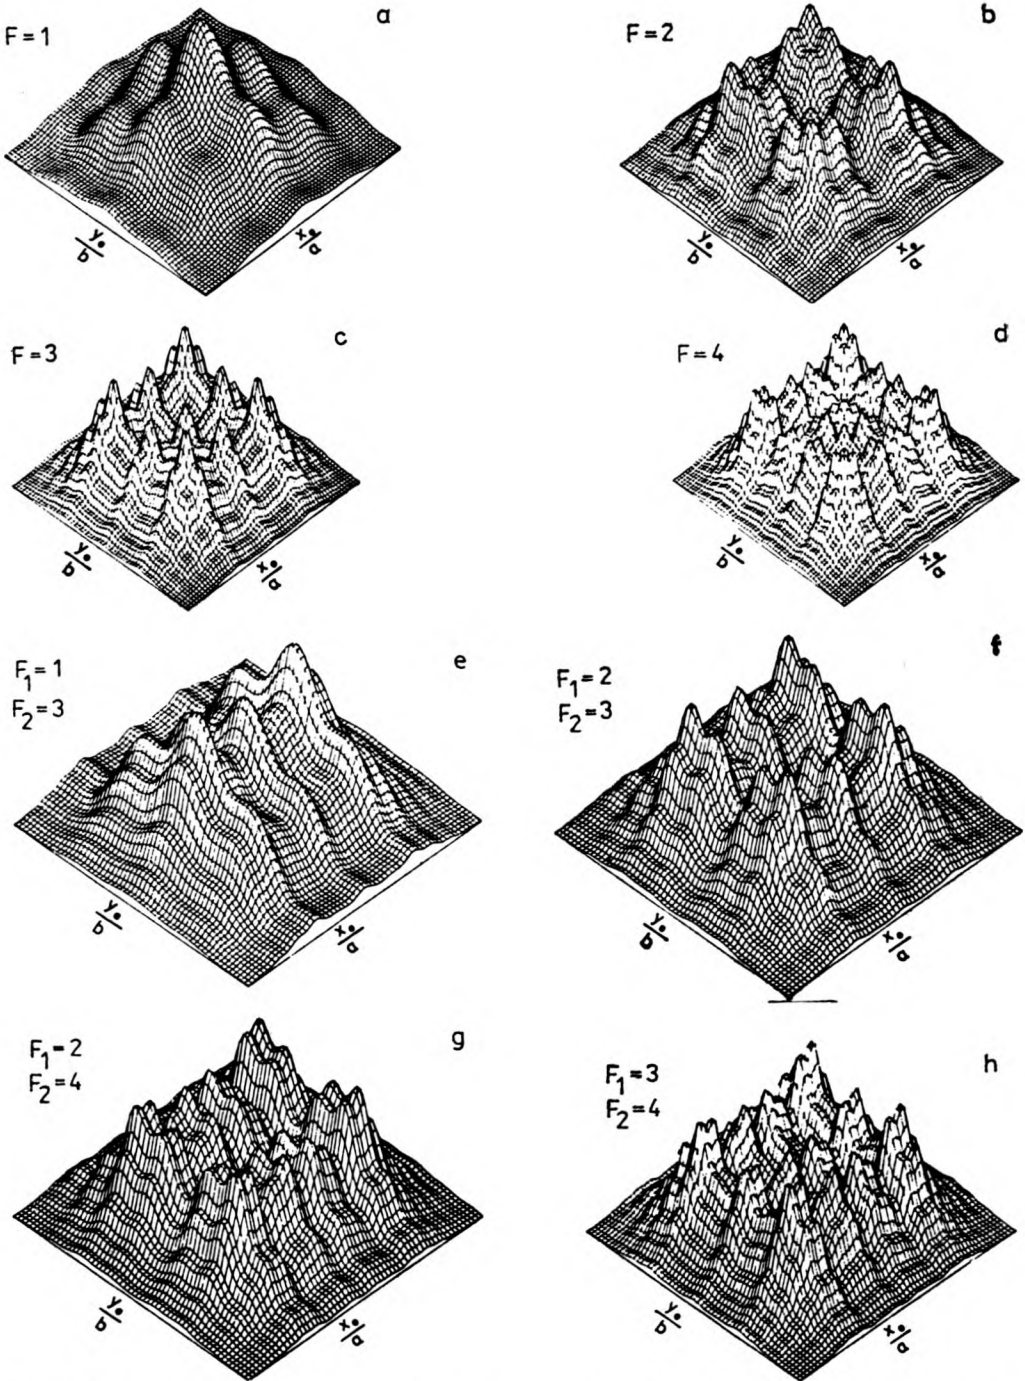 F=1
a
y₀/b
x₀/a
F=2
b
y₀/b
x₀/a
F=3
c
y₀/b
x₀/a
F=4
d
y₀/b
x₀/a
F₁=1
F₂=3
e
y₀/b
x₀/a
F₁=2
F₂=3
f
y₀/b
x₀/a
F₁=2
F₂=4
g
y₀/b
x₀/a
F₁=3
F₂=4
h
y₀/b
x₀/a